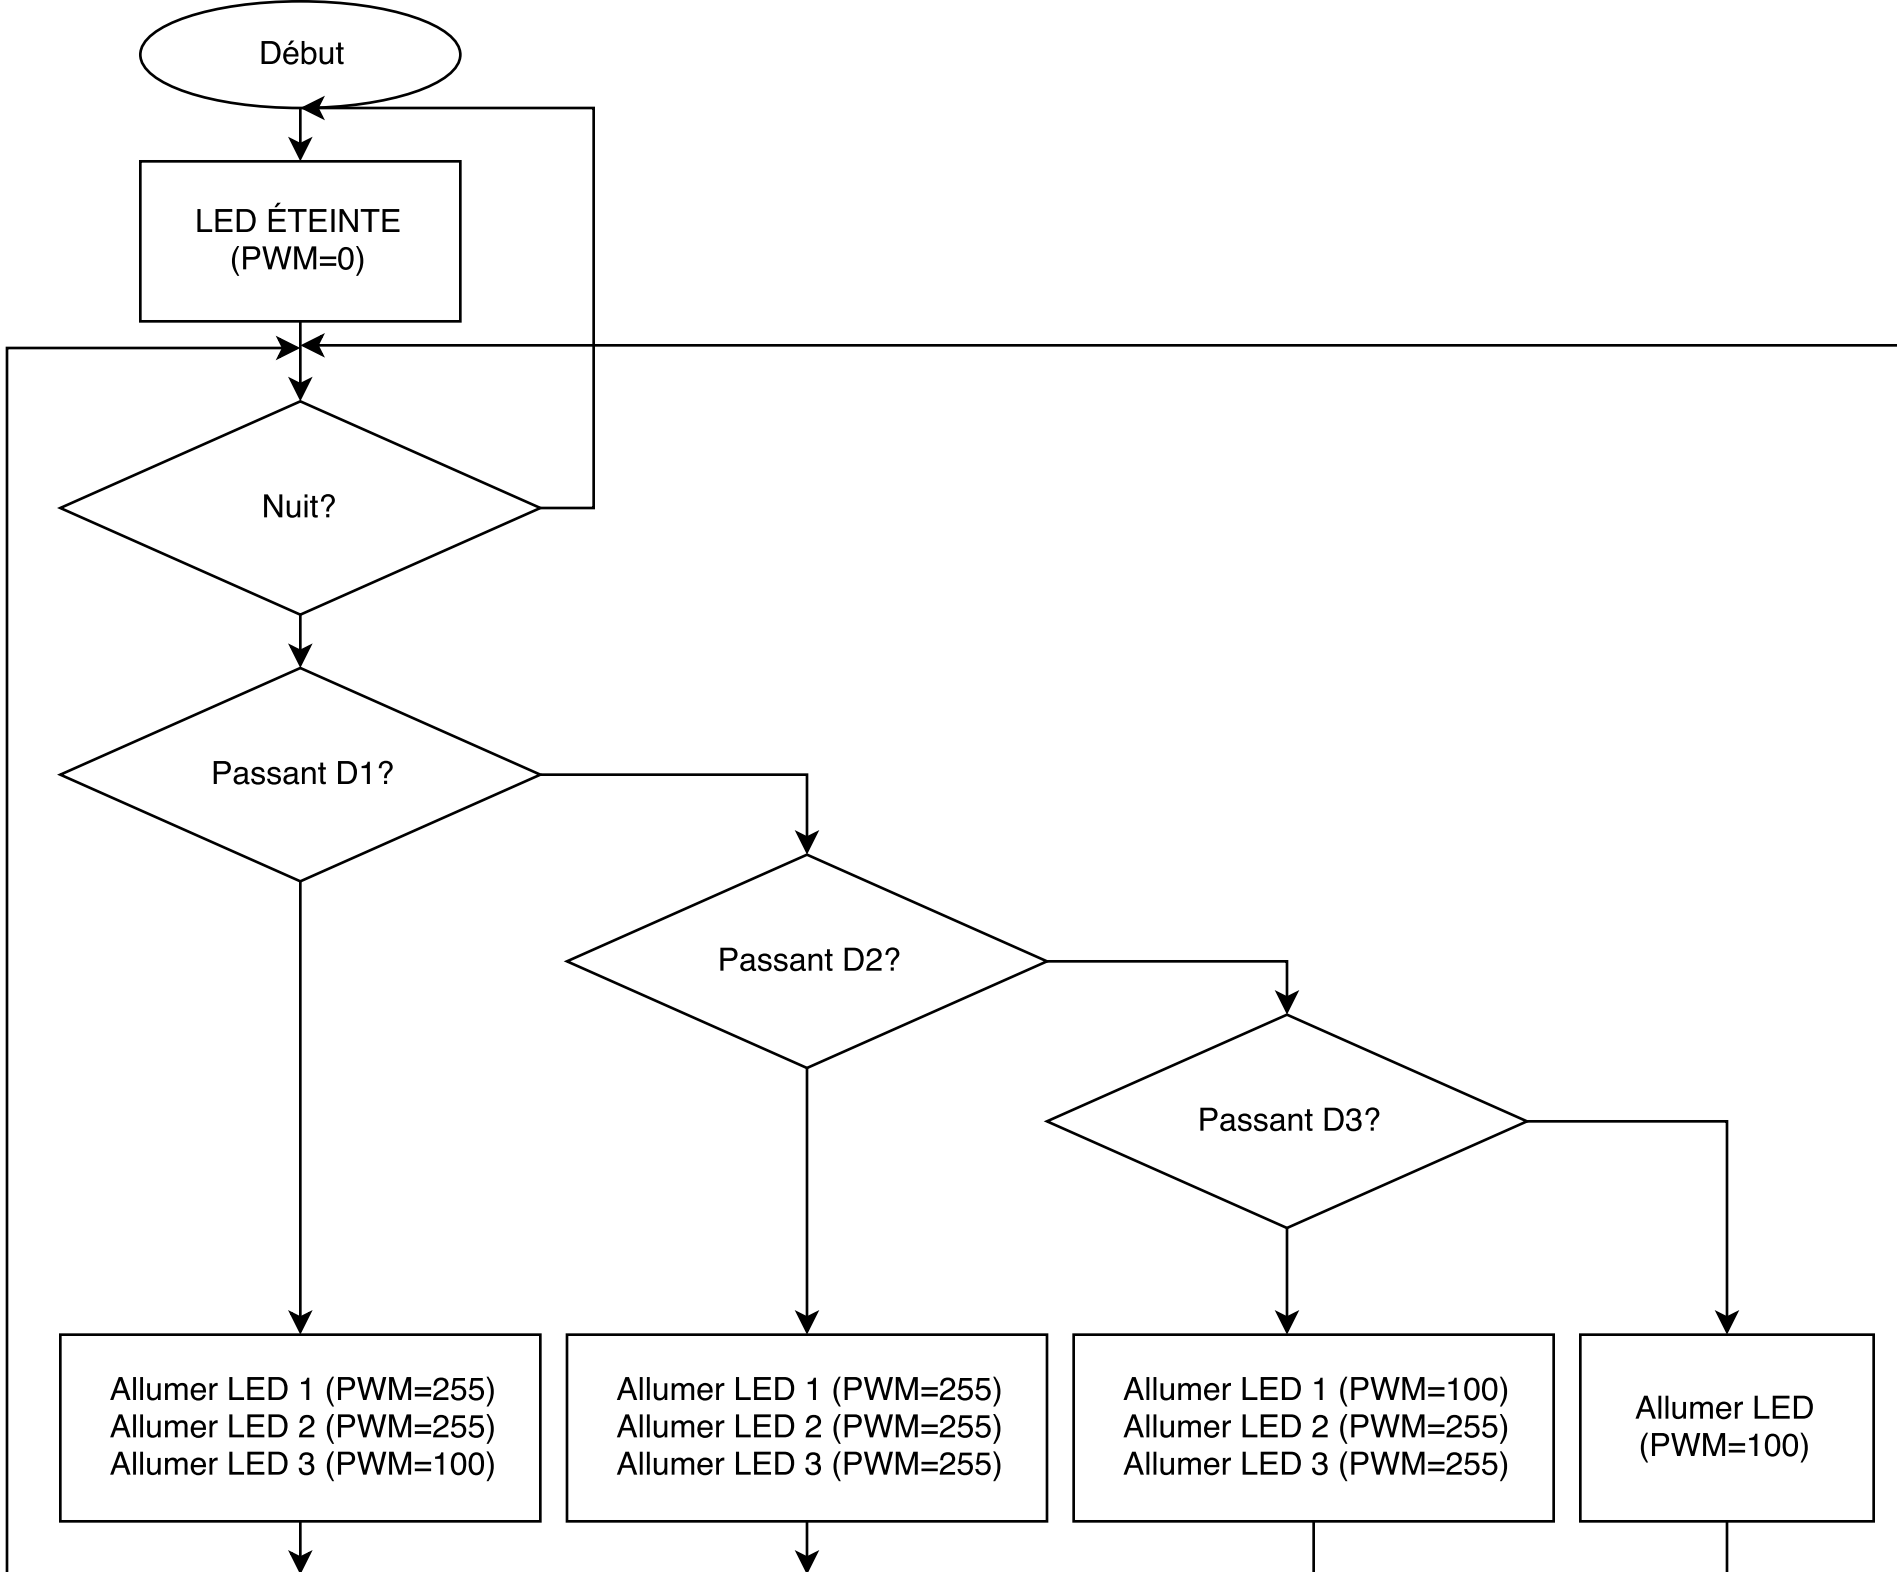 Début
LED ÉTEINTE
(PWM=0)
Nuit?
Passant D1?
Passant D2?
Passant D3?
Allumer LED 1 (PWM=255)
Allumer LED 2 (PWM=255)
Allumer LED 3 (PWM=100)
Allumer LED 1 (PWM=255)
Allumer LED 2 (PWM=255)
Allumer LED 3 (PWM=255)
Allumer LED 1 (PWM=100)
Allumer LED 2 (PWM=255)
Allumer LED 3 (PWM=255)
Allumer LED
(PWM=100)